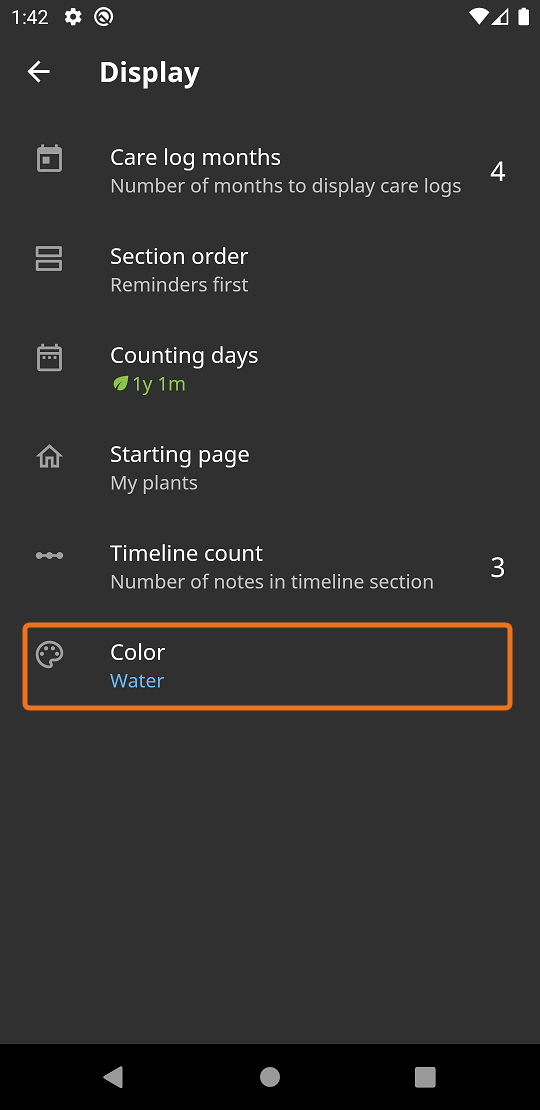 1:42
Display
Care log months
Number of months to display care logs
4
Section order
Reminders first
Counting days
1y 1m
Starting page
My plants
Timeline count
Number of notes in timeline section
3
Color
Water